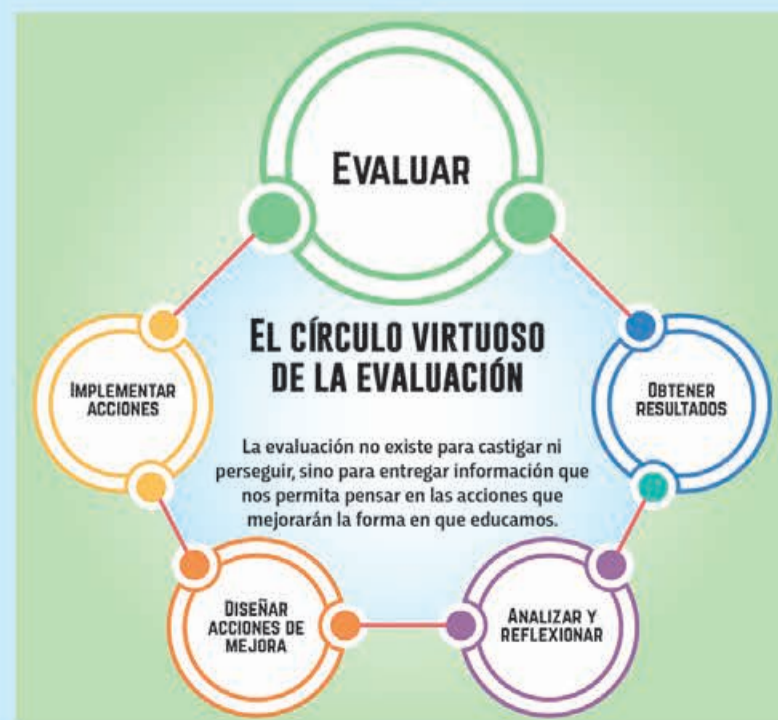 EVALUAR
EL CÍRCULO VIRTUOSO
DE LA EVALUACIÓN
La evaluación no existe para castigar ni
perseguir, sino para entregar información que
nos permita pensar en las acciones que
mejorarán la forma en que educamos.
OBTENER
RESULTADOS
ANALIZAR Y
REFLEXIONAR
DISEÑAR
ACCIONES DE
MEJORA
IMPLEMENTAR
ACCIONES